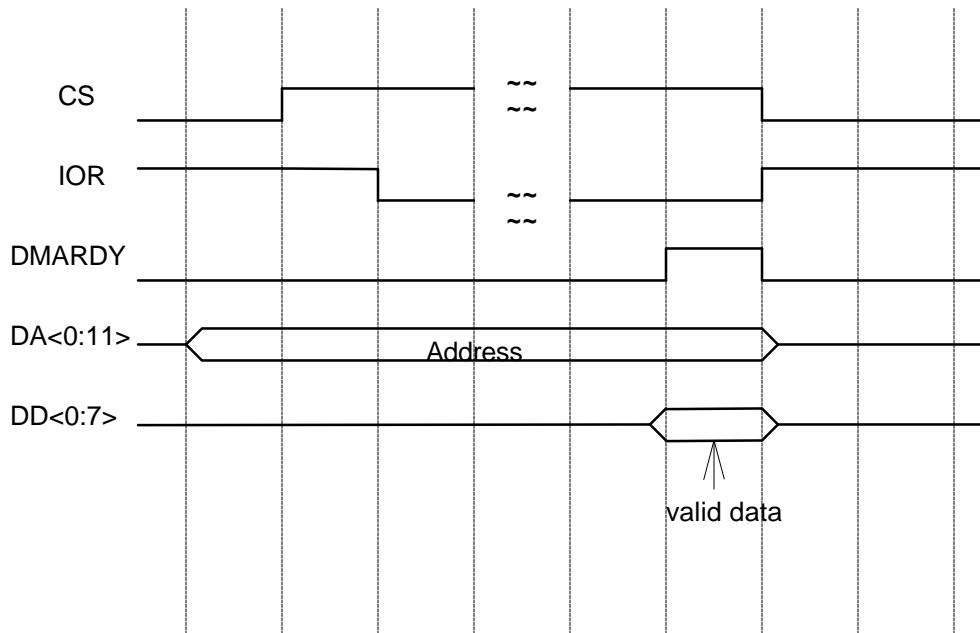 CS
~~
~~
IOR
~~
~~
DMARDY
DA<0:11>
Address
DD<0:7>
valid data